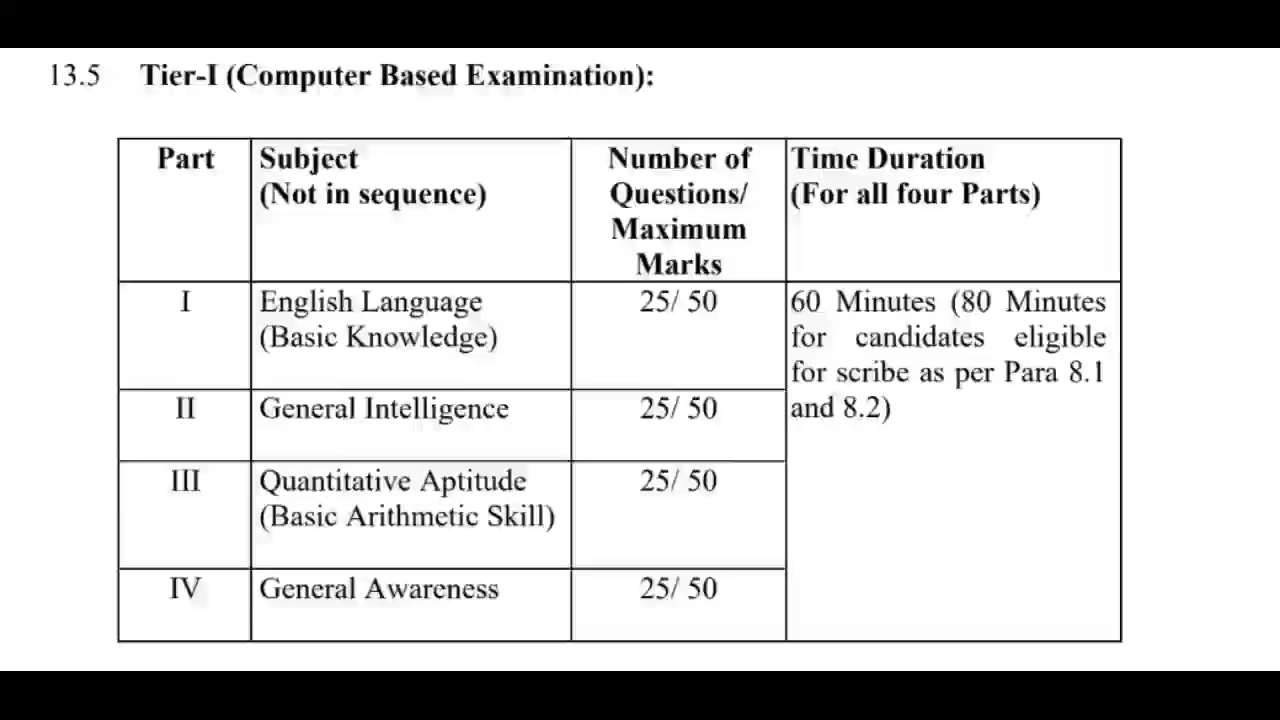 13.5 Tier-I (Computer Based Examination):
Part
Subject
(Not in sequence)
Number of
Questions/
Maximum
Marks
Time Duration
(For all four Parts)
I
English Language
(Basic Knowledge)
25/ 50
60 Minutes (80 Minutes
for candidates eligible
for scribe as per Para 8.1
and 8.2)
II
General Intelligence
25/ 50
III
Quantitative Aptitude
(Basic Arithmetic Skill)
25/ 50
IV
General Awareness
25/ 50